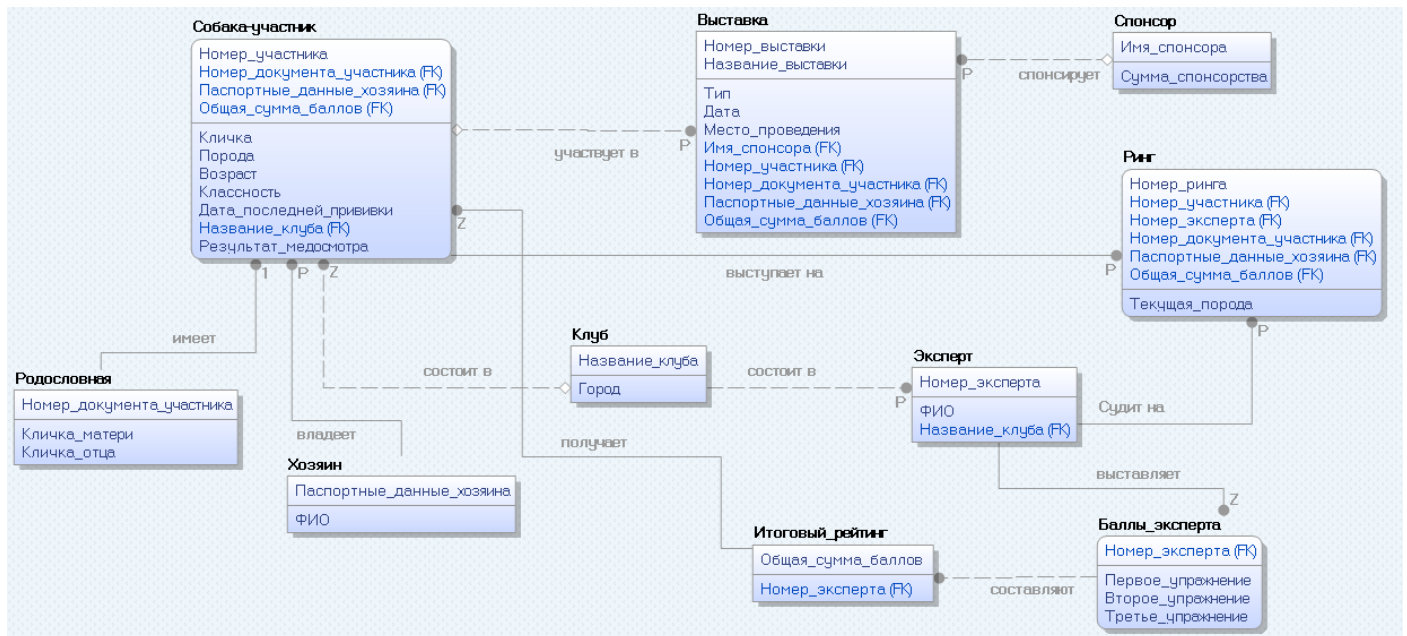 Собака-участник
Номер_участника
Номер_документа_участника (FK)
Паспортные_данные_хозяина (FK)
Общая_сумма_баллов (FK)
Кличка
Порода
Возраст
Классность
Дата_последней_прививки
Название_клуба (FK)
Результат_медосмотра
Выставка
Номер_выставки
Название_выставки
Тип
Дата
Место_проведения
Имя_спонсора (FK)
Номер_участника (FK)
Номер_документа_участника (FK)
Паспортные_данные_хозяина (FK)
Общая_сумма_баллов (FK)
Спонсор
Имя_спонсора
Сумма_спонсорства
P
спонсирует
участвует в
P
Ринг
Номер_ринга
Номер_участника (FK)
Номер_эксперта (FK)
Номер_документа_участника (FK)
Паспортные_данные_хозяина (FK)
Общая_сумма_баллов (FK)
Текущая_порода
Z
выступает на
P
1
P
Z
P
имеет
Родословная
Номер_документа_участника
Кличка_матери
Кличка_отца
владеет
Хозяин
Паспортные_данные_хозяина
ФИО
состоит в
Клуб
Название_клуба
Город
состоит в
P
Эксперт
Номер_эксперта
ФИО
Название_клуба (FK)
Судит на
получает
выставляет
Z
Итоговый_рейтинг
Общая_сумма_баллов
Номер_эксперта (FK)
составляют
Баллы_эксперта
Номер_эксперта (FK)
Первое_упражнение
Второе_упражнение
Третье_упражнение